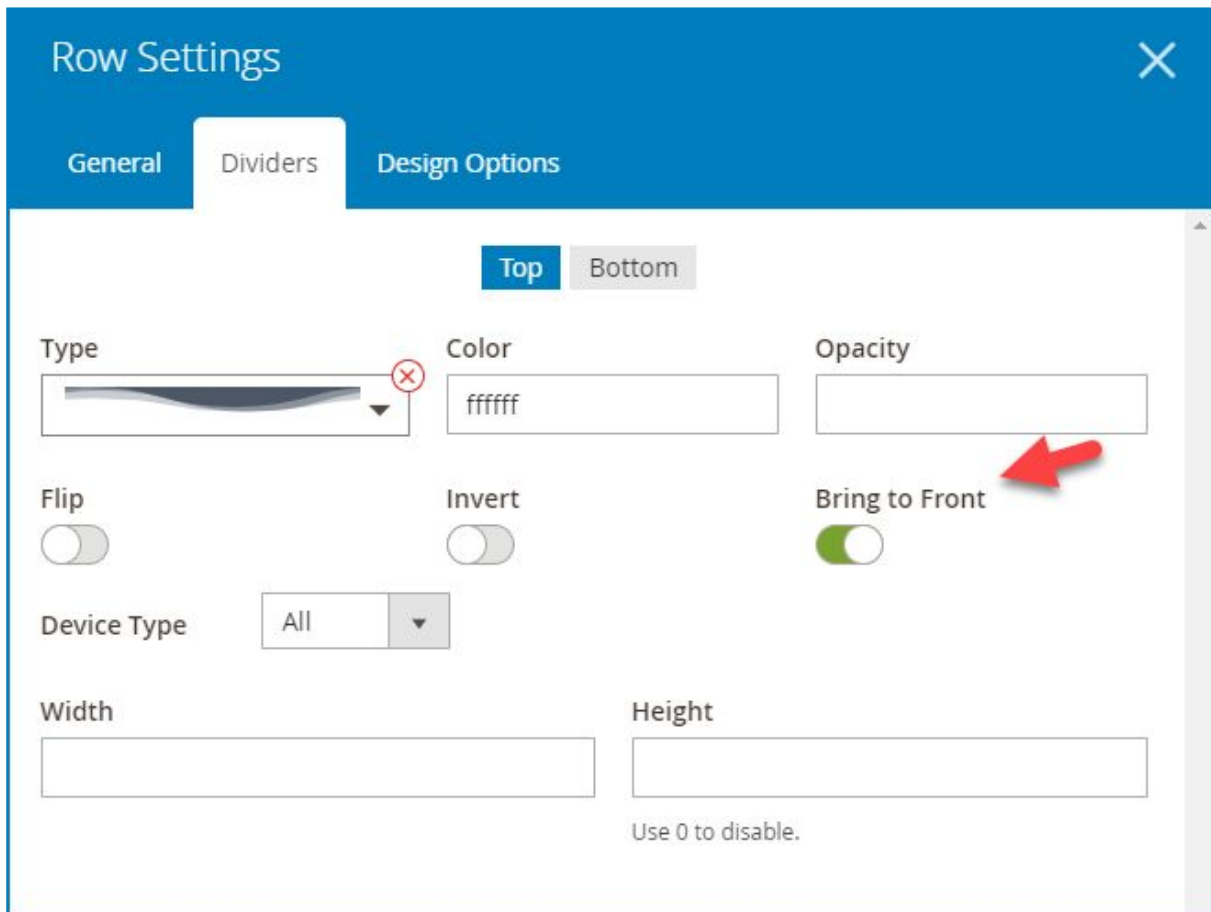 Row Settings
General Dividers Design Options
Top Bottom
Type Color Opacity
ffffff
Flip Invert Bring to Front
Device Type All
Width Height
Use 0 to disable.